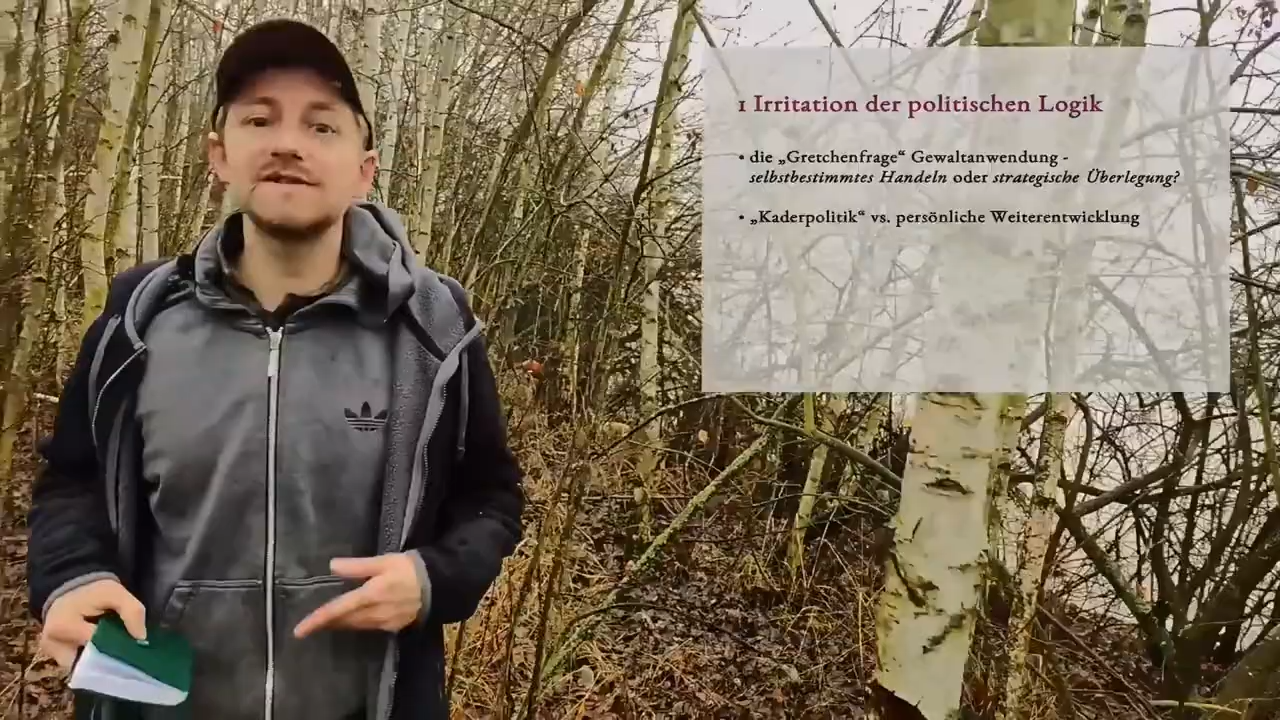 1 Irritation der politischen Logik
• die „Gretchenfrage“ Gewaltanwendung -
selbstbestimmtes Handeln oder strategische Überlegung?
• „Kaderpolitik“ vs. persönliche Weiterentwicklung